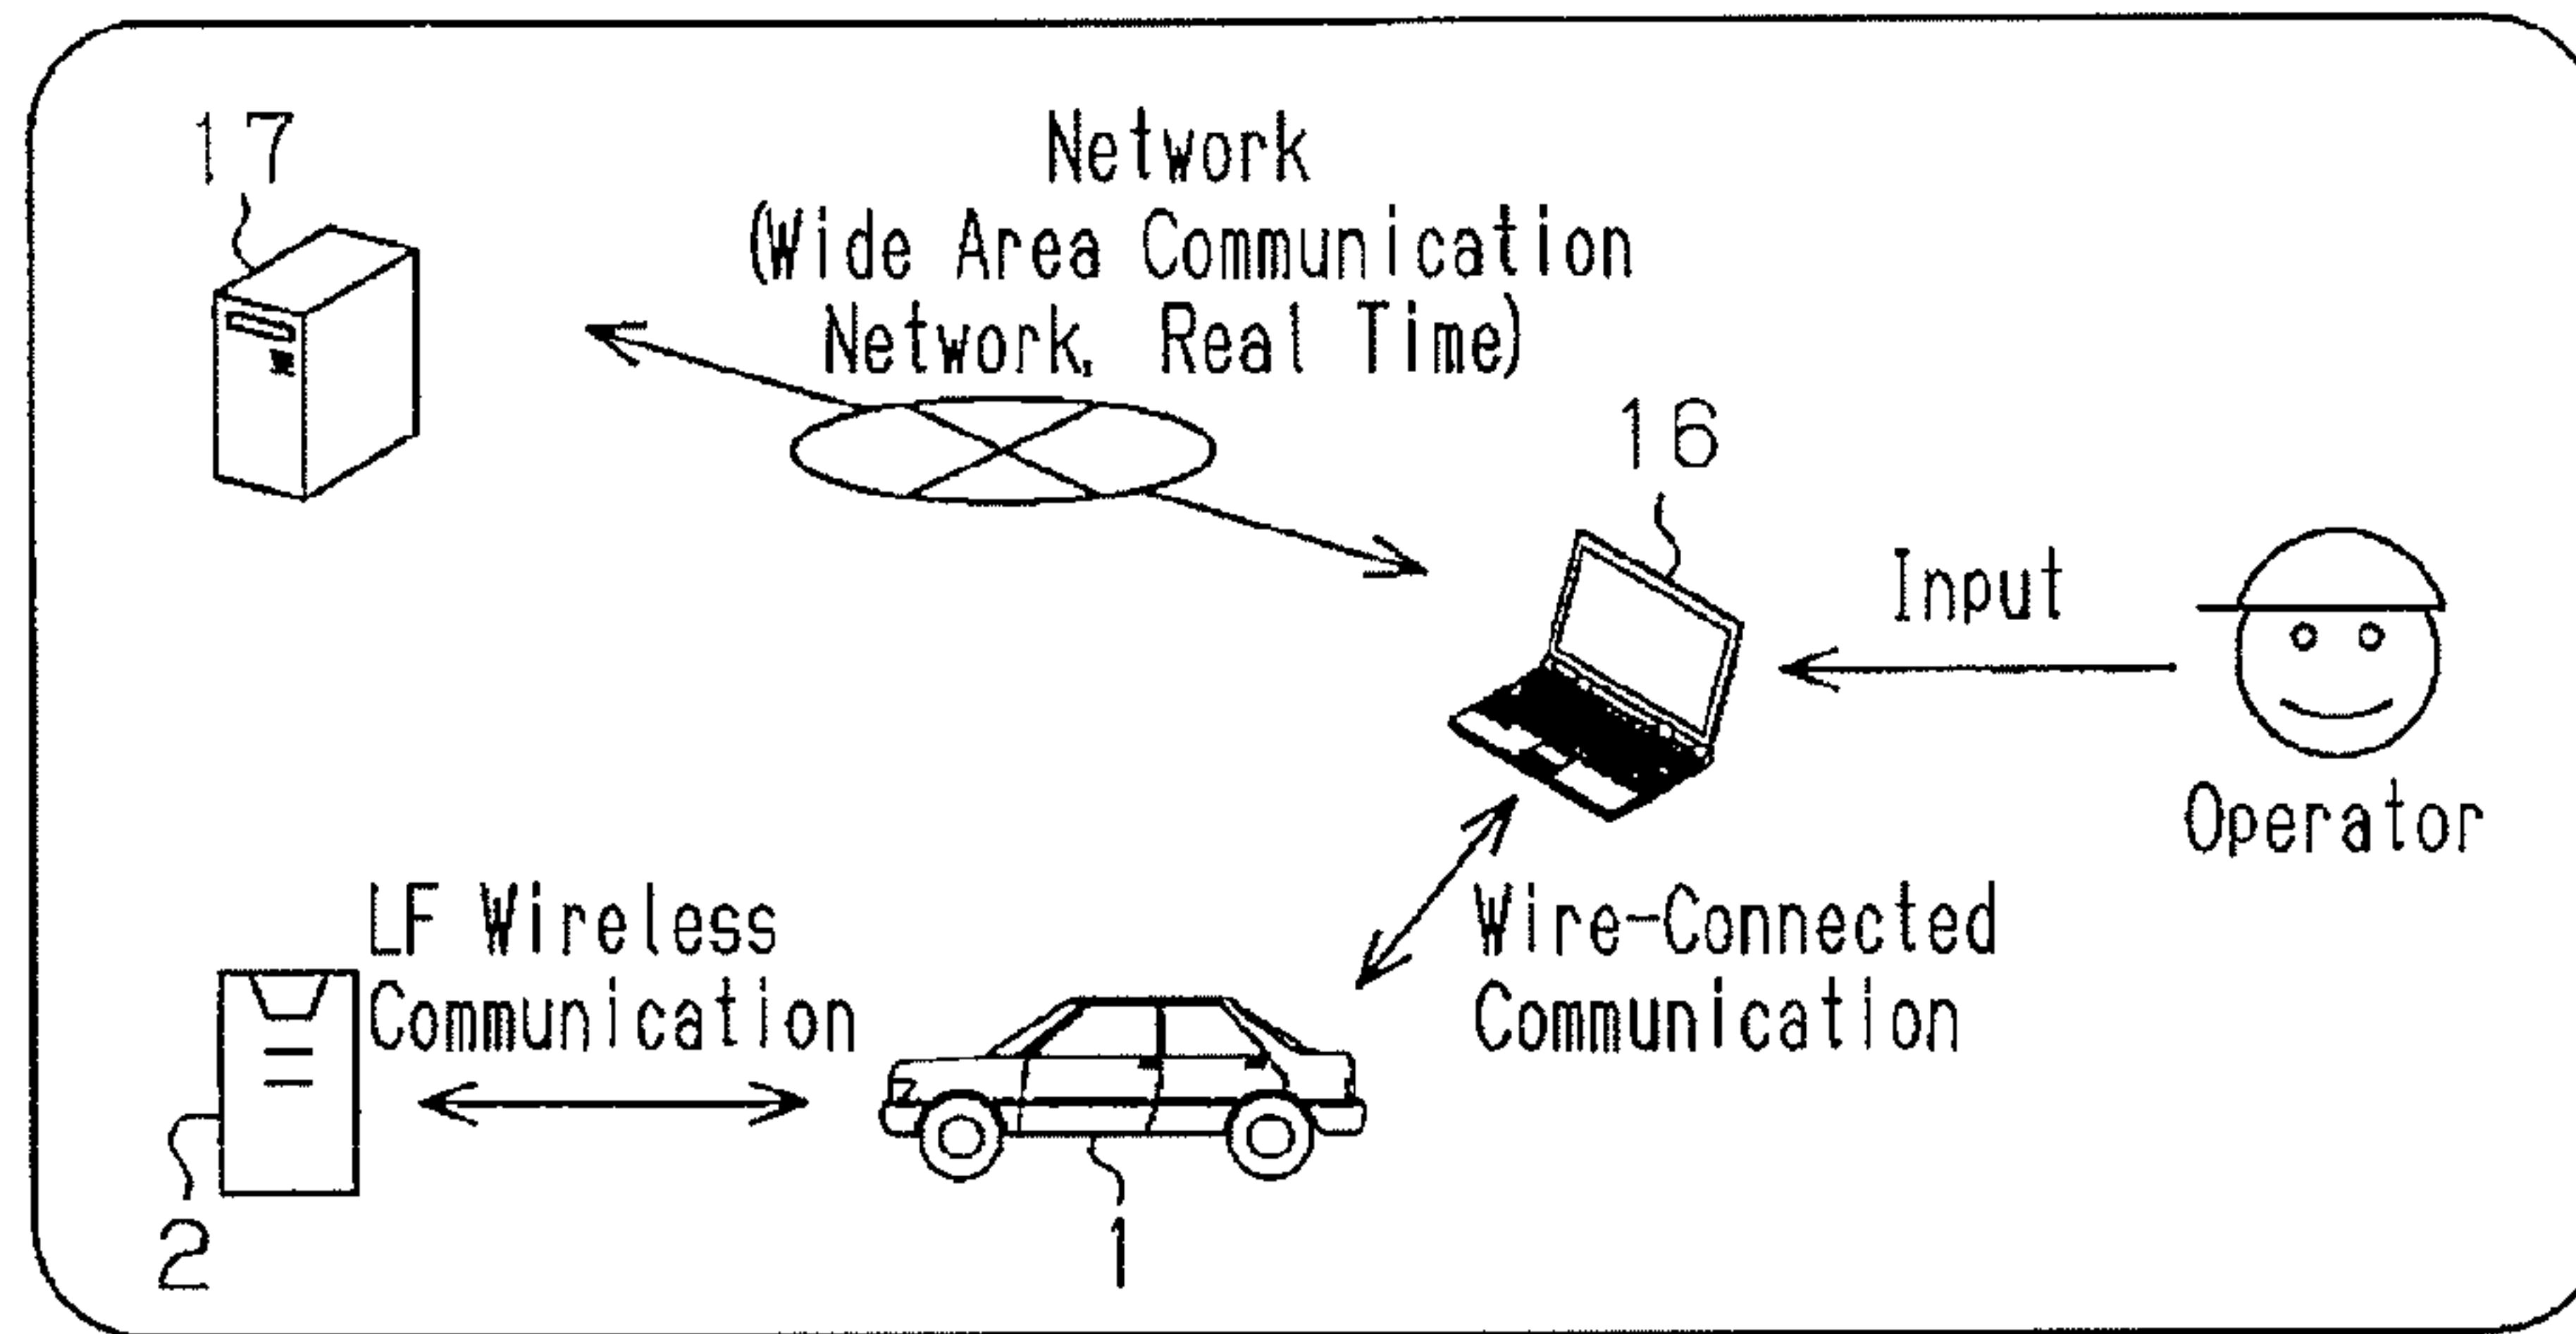 17
Network
(Wide Area Communication
Network, Real Time)
16
Input
Operator
LF Wireless
Communication
Wire-Connected
Communication
2
1